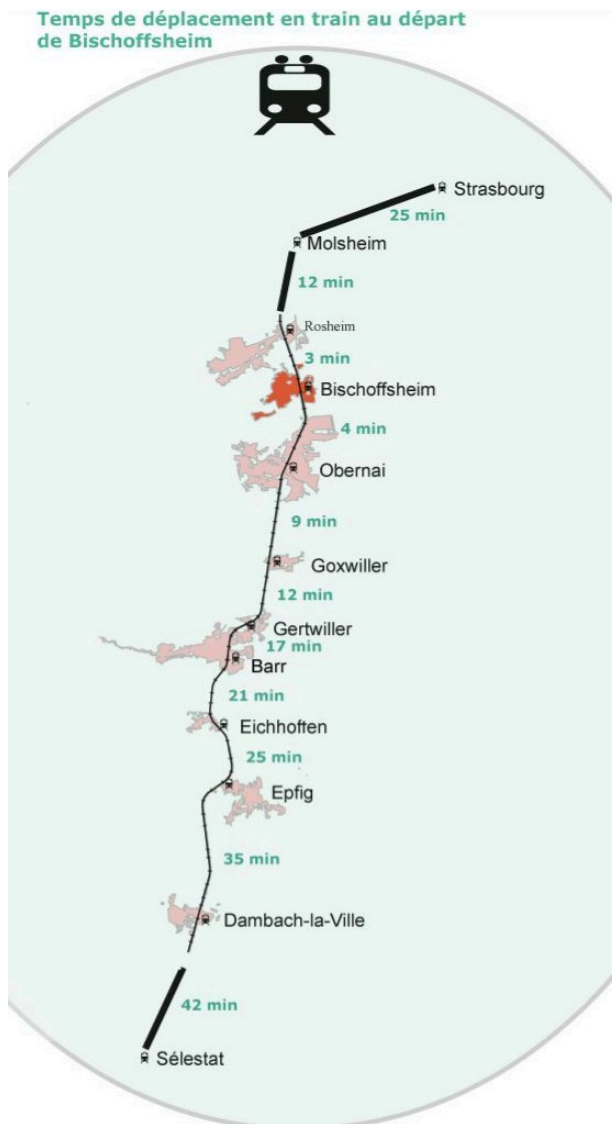 Temps de déplacement en train au départ
de Bischoffsheim
Strasbourg
25 min
Molsheim
12 min
Rosheim
3 min
Bischoffsheim
4 min
Obernai
9 min
Goxwiller
12 min
Gertwiller
17 min
Barr
21 min
Eichhoffen
25 min
Epfig
35 min
Dambach-la-Ville
42 min
Sélestat